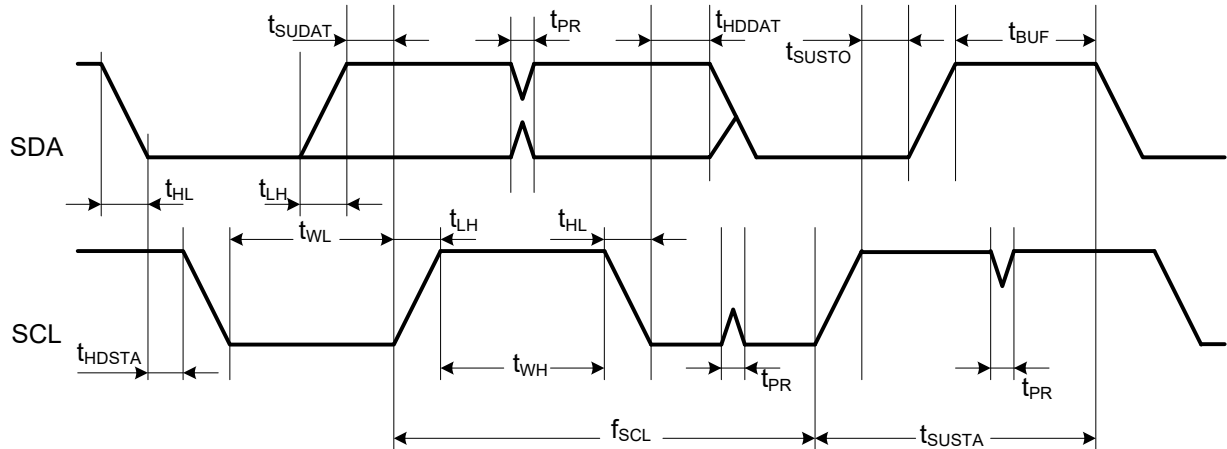 tSUDAT tPR tHDDAT tSUSTO tBUF
SDA
tHL tLH
tWL tLH tHL
SCL
tHDSTA tWH tPR tPR
fSCL tSUSTA